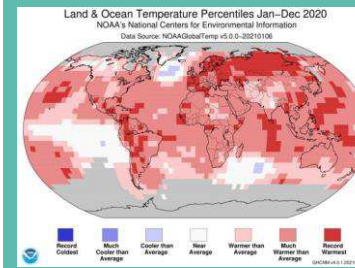 Land & Ocean Temperature Percentiles Jan–Dec 2020
NOAA's National Centers for Environmental Information
Data Source: NOAAGlobalTemp v5.0.0–20210106
Record Coldest
Much Cooler than Average
Cooler than Average
Near Average
Warmer than Average
Much Warmer than Average
Record Warmest